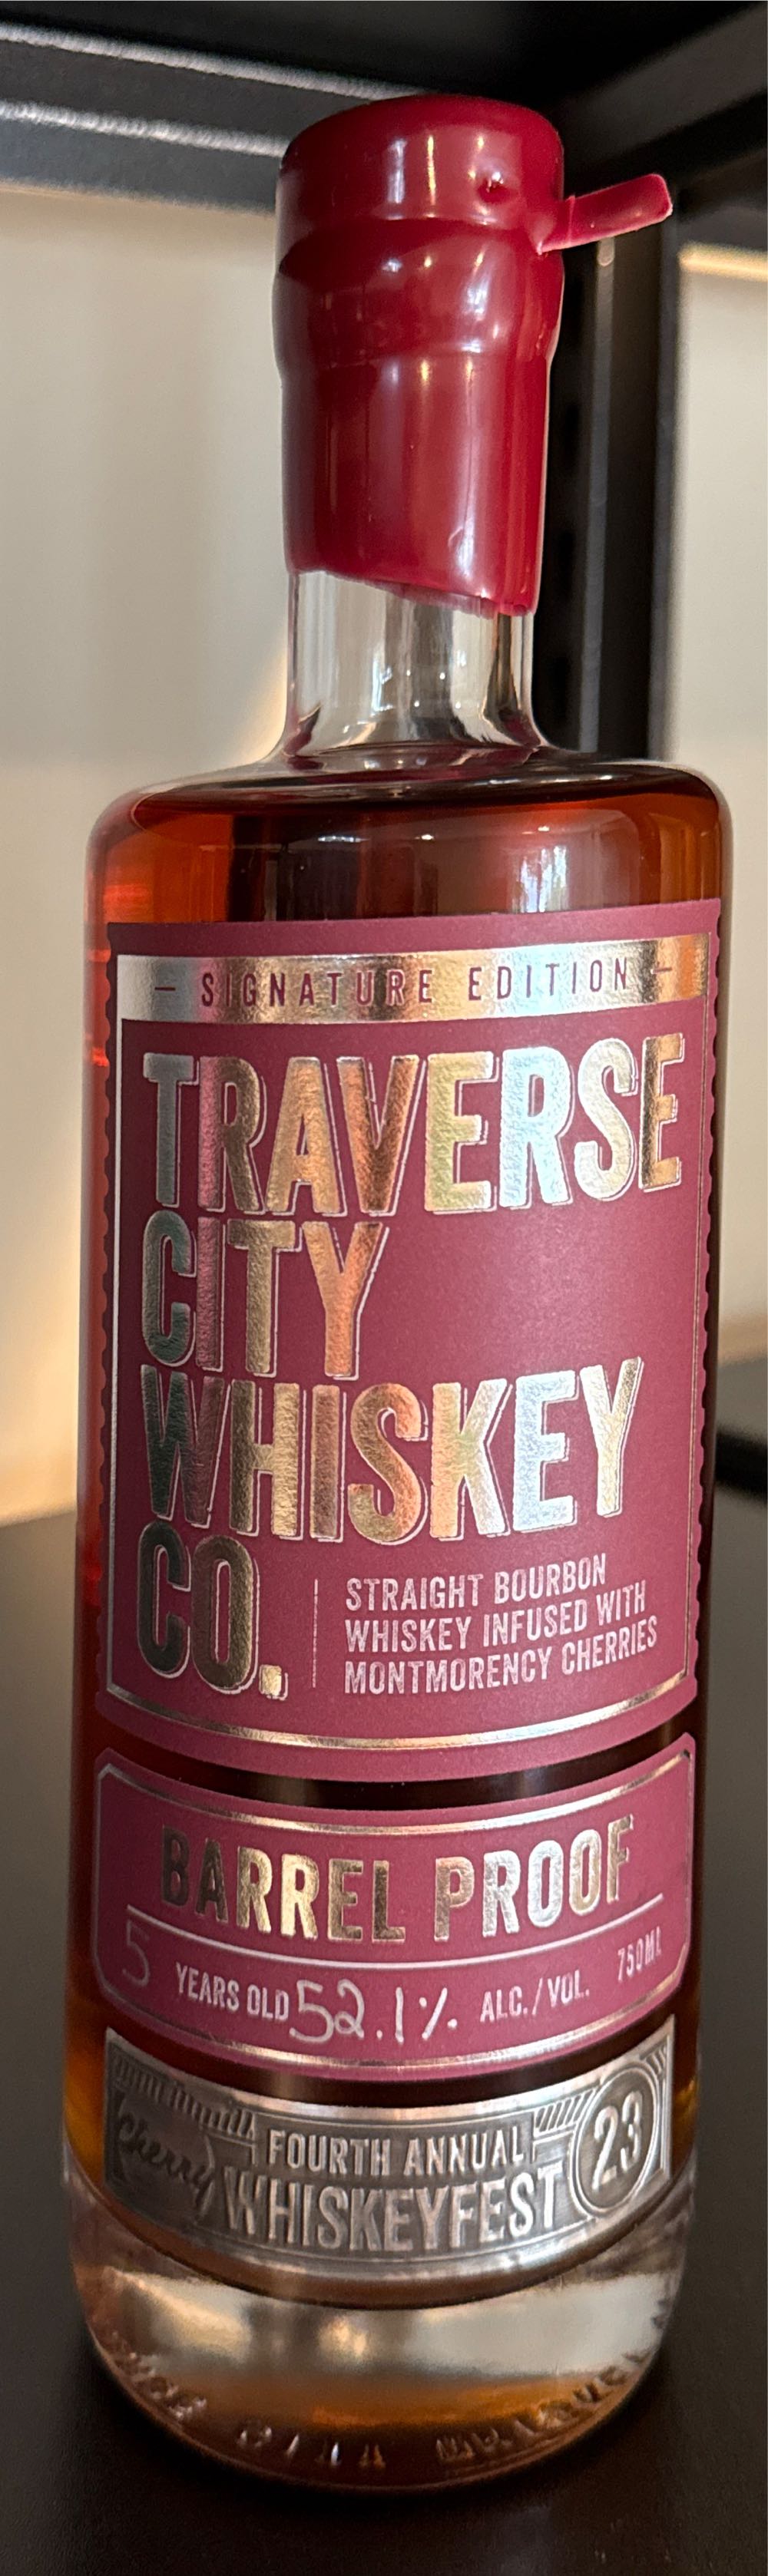 — SIGNATURE EDITION —
TRAVERSE
CITY
WHISKEY
CO.
STRAIGHT BOURBON
WHISKEY INFUSED WITH
MONTMORENCY CHERRIES
BARREL PROOF
5 YEARS OLD 52.1% ALC./VOL. 750ML
Cherry
FOURTH ANNUAL
WHISKEYFEST
23